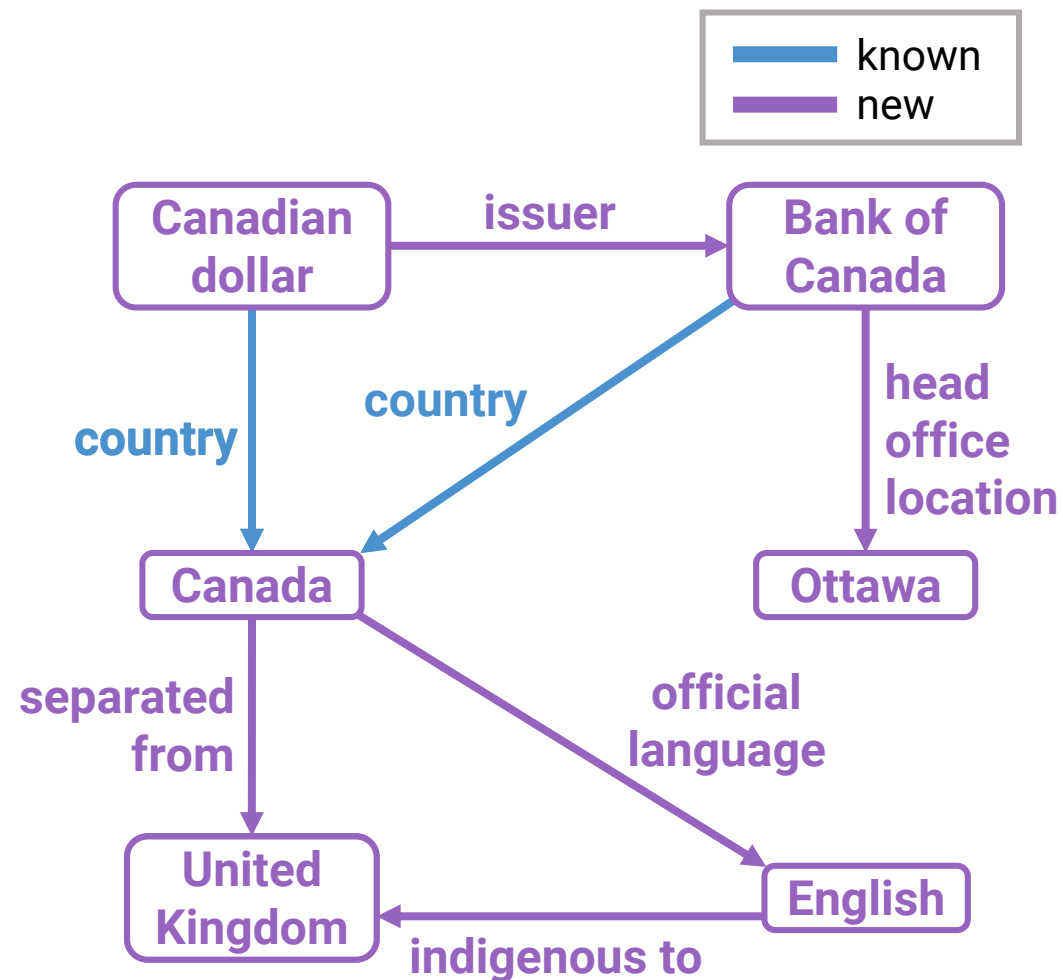 known
new
Canadian
dollar
issuer
Bank of
Canada
country
country
head
office
location
Canada
Ottawa
separated
from
official
language
United
Kingdom
indigenous to
English